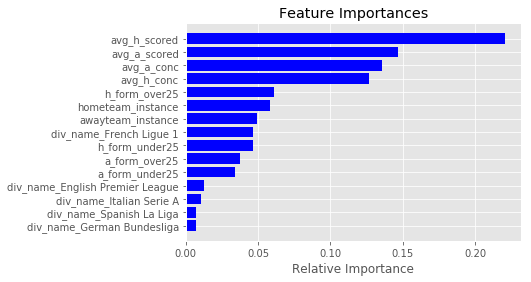 Feature Importances
avg_h_scored
avg_a_scored
avg_a_conc
avg_h_conc
h_form_over25
hometeam_instance
awayteam_instance
div_name_French Ligue 1
h_form_under25
a_form_over25
a_form_under25
div_name_English Premier League
div_name_Italian Serie A
div_name_Spanish La Liga
div_name_German Bundesliga
0.00 0.05 0.10 0.15 0.20
Relative Importance